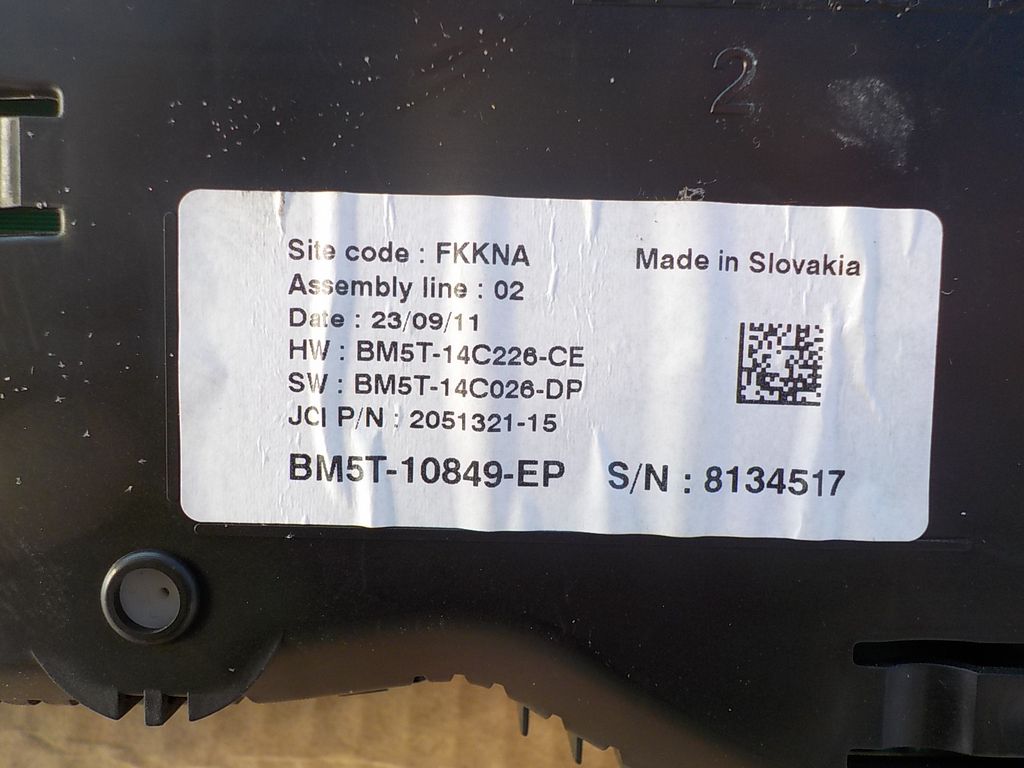 2
Site code : FKKNA
Made in Slovakia
Assembly line : 02
Date : 23/09/11
HW : BM5T-14C226-CE
SW : BM5T-14C026-DP
JCI P/N : 2051321-15
BM5T-10849-EP S/N : 8134517